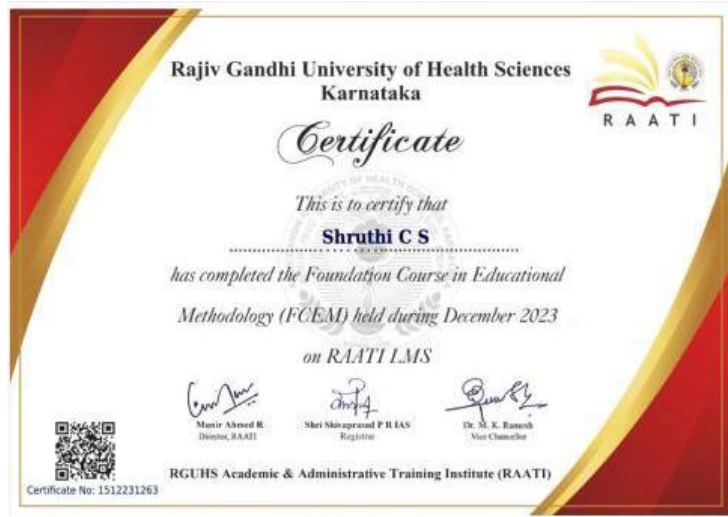 Rajiv Gandhi University of Health Sciences
Karnataka
RAATI
Certificate
This is to certify that
Shruthi C S
has completed the Foundation Course in Educational
Methodology (FCEM) held during December 2023
on RAATI LMS
Munir Ahmed R
Director, RAATI
Shri Shivaprasad P R IAS
Registrar
Dr. M. K. Ramesh
Vice Chancellor
RGUHS Academic & Administrative Training Institute (RAATI)
Certificate No: 1512231263